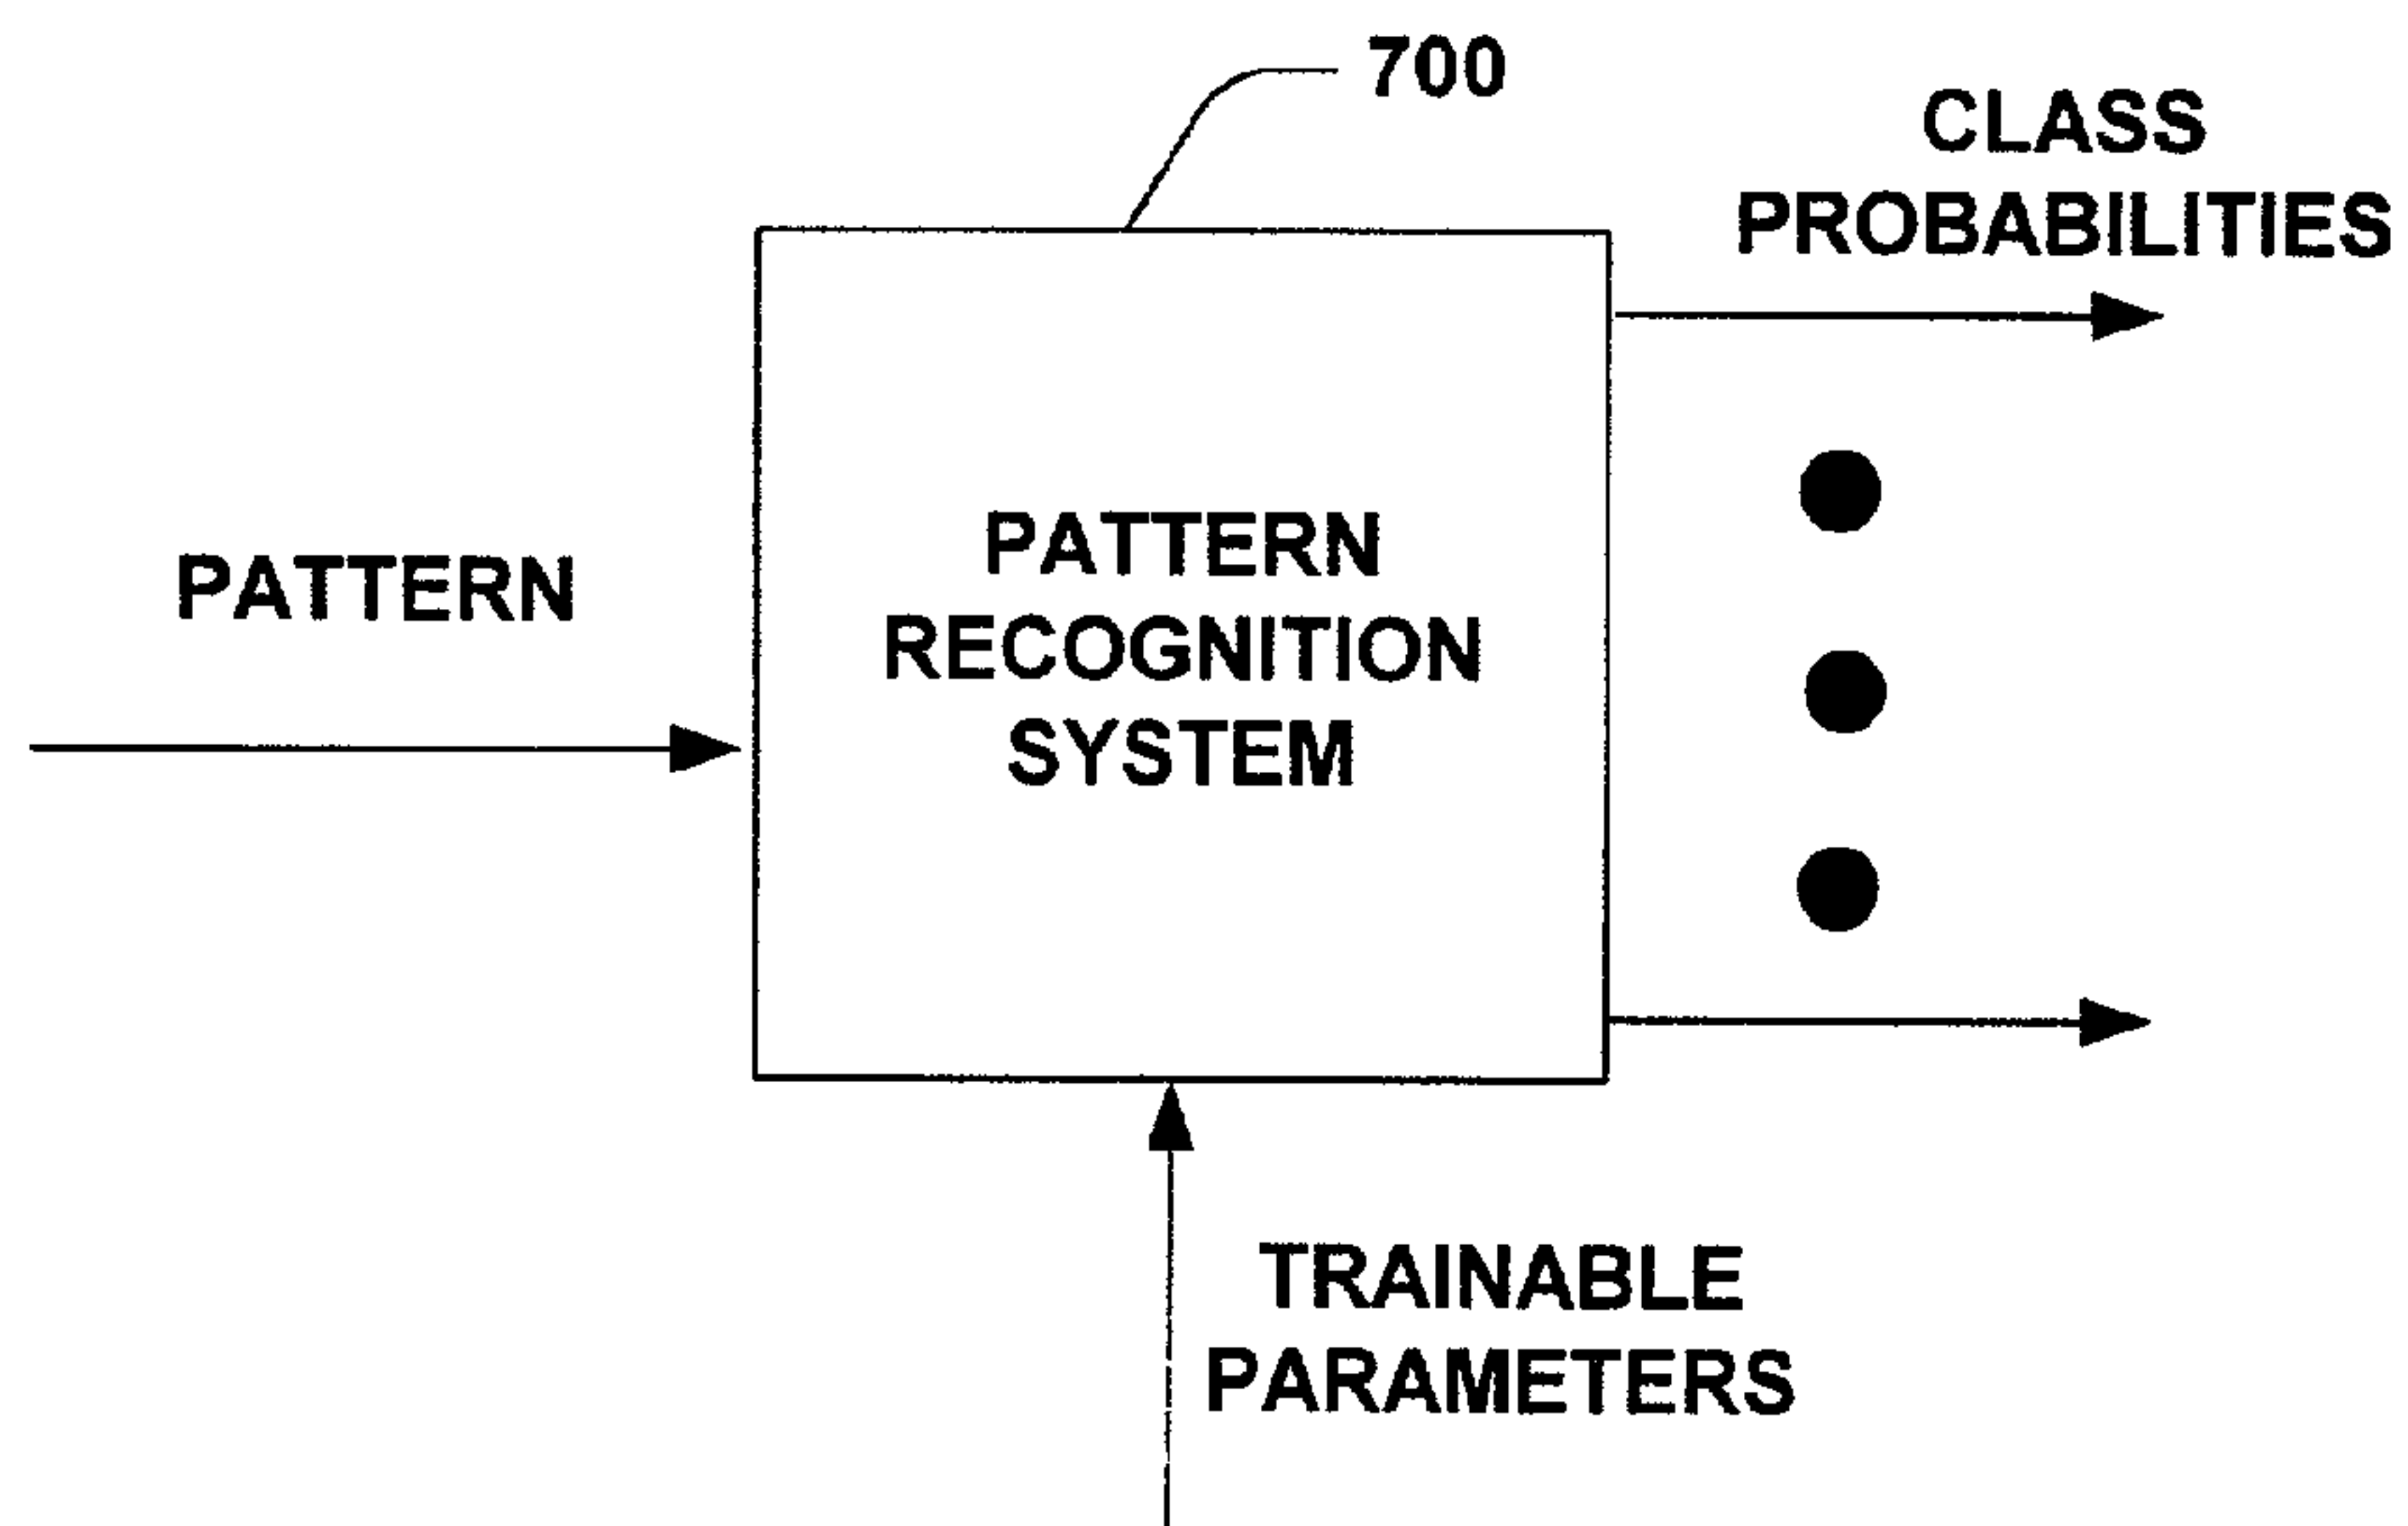 700
CLASS
PROBABILITIES
PATTERN
PATTERN
RECOGNITION
SYSTEM
TRAINABLE
PARAMETERS